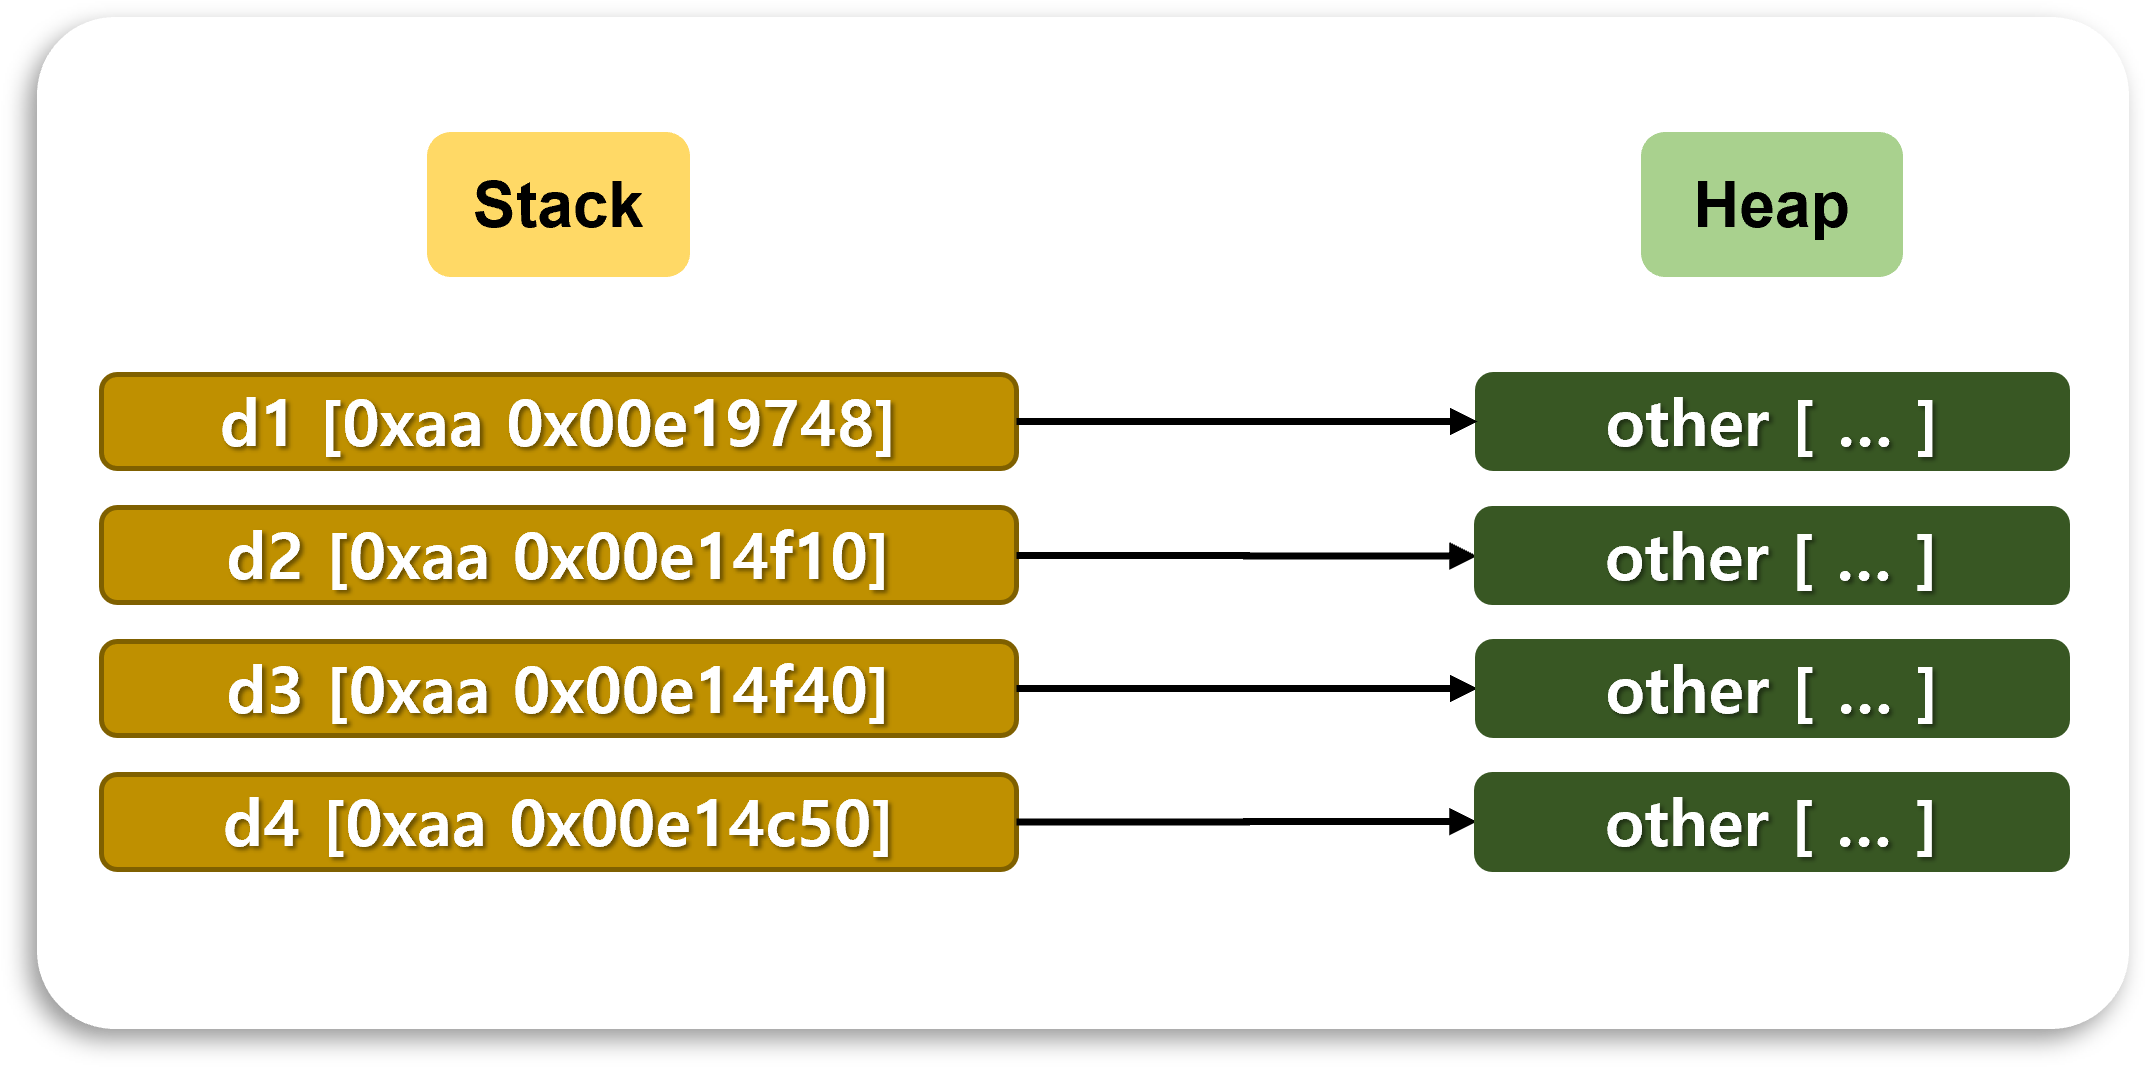 Stack
Heap
d1 [0xaa 0x00e19748]
other [ ... ]
d2 [0xaa 0x00e14f10]
other [ ... ]
d3 [0xaa 0x00e14f40]
other [ ... ]
d4 [0xaa 0x00e14c50]
other [ ... ]